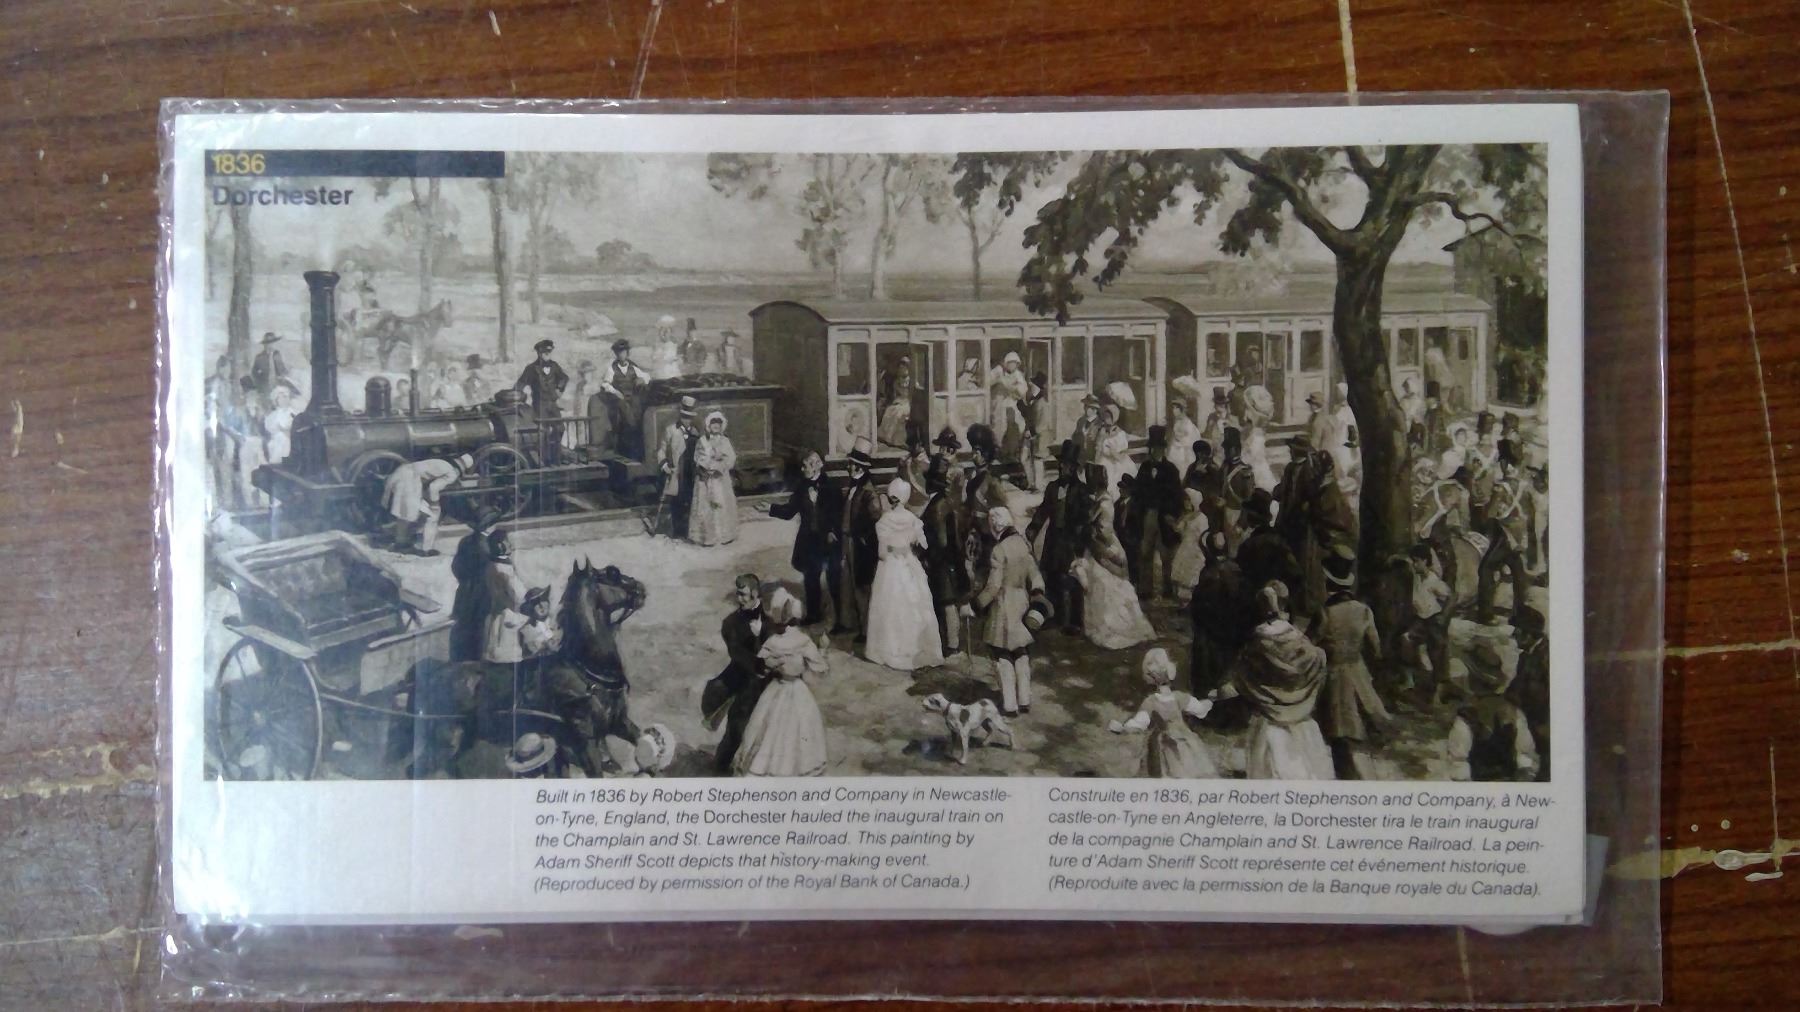 1836
Dorchester
Built in 1836 by Robert Stephenson and Company in Newcastle-
on-Tyne, England, the Dorchester hauled the inaugural train on
the Champlain and St. Lawrence Railroad. This painting by
Adam Sheriff Scott depicts that history-making event.
(Reproduced by permission of the Royal Bank of Canada.)
Construite en 1836, par Robert Stephenson and Company, à New-
castle-on-Tyne en Angleterre, la Dorchester tira le train inaugural
de la compagnie Champlain and St. Lawrence Railroad. La pein-
ture d'Adam Sheriff Scott représente cet événement historique.
(Reproduite avec la permission de la Banque royale du Canada).